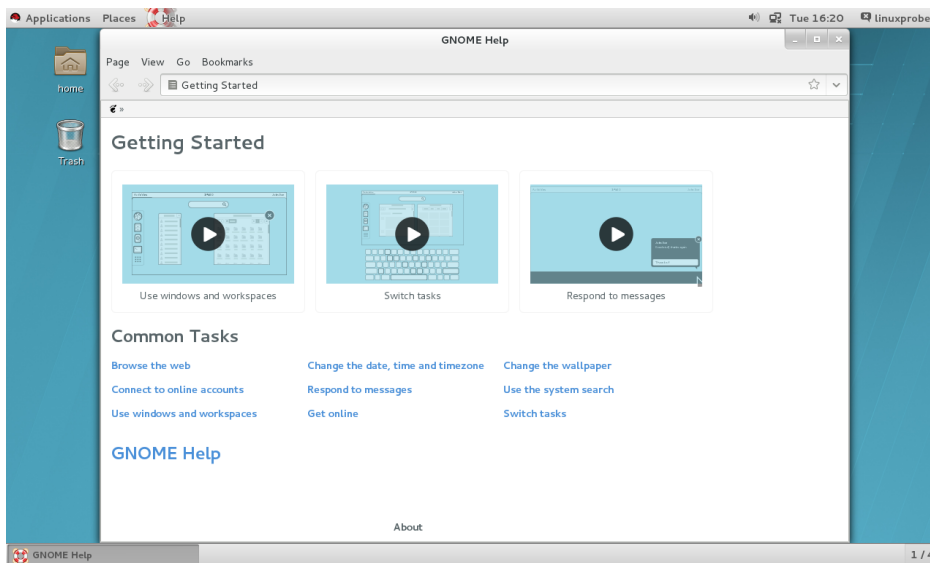 Applications Places Help Tue 16:20 linuxprobe
GNOME Help
Page View Go Bookmarks
home
Getting Started
»
Trash
Getting Started
Use windows and workspaces Switch tasks Respond to messages
Common Tasks
Browse the web Change the date, time and timezone Change the wallpaper
Connect to online accounts Respond to messages Use the system search
Use windows and workspaces Get online Switch tasks
GNOME Help
About
GNOME Help 1 / 4